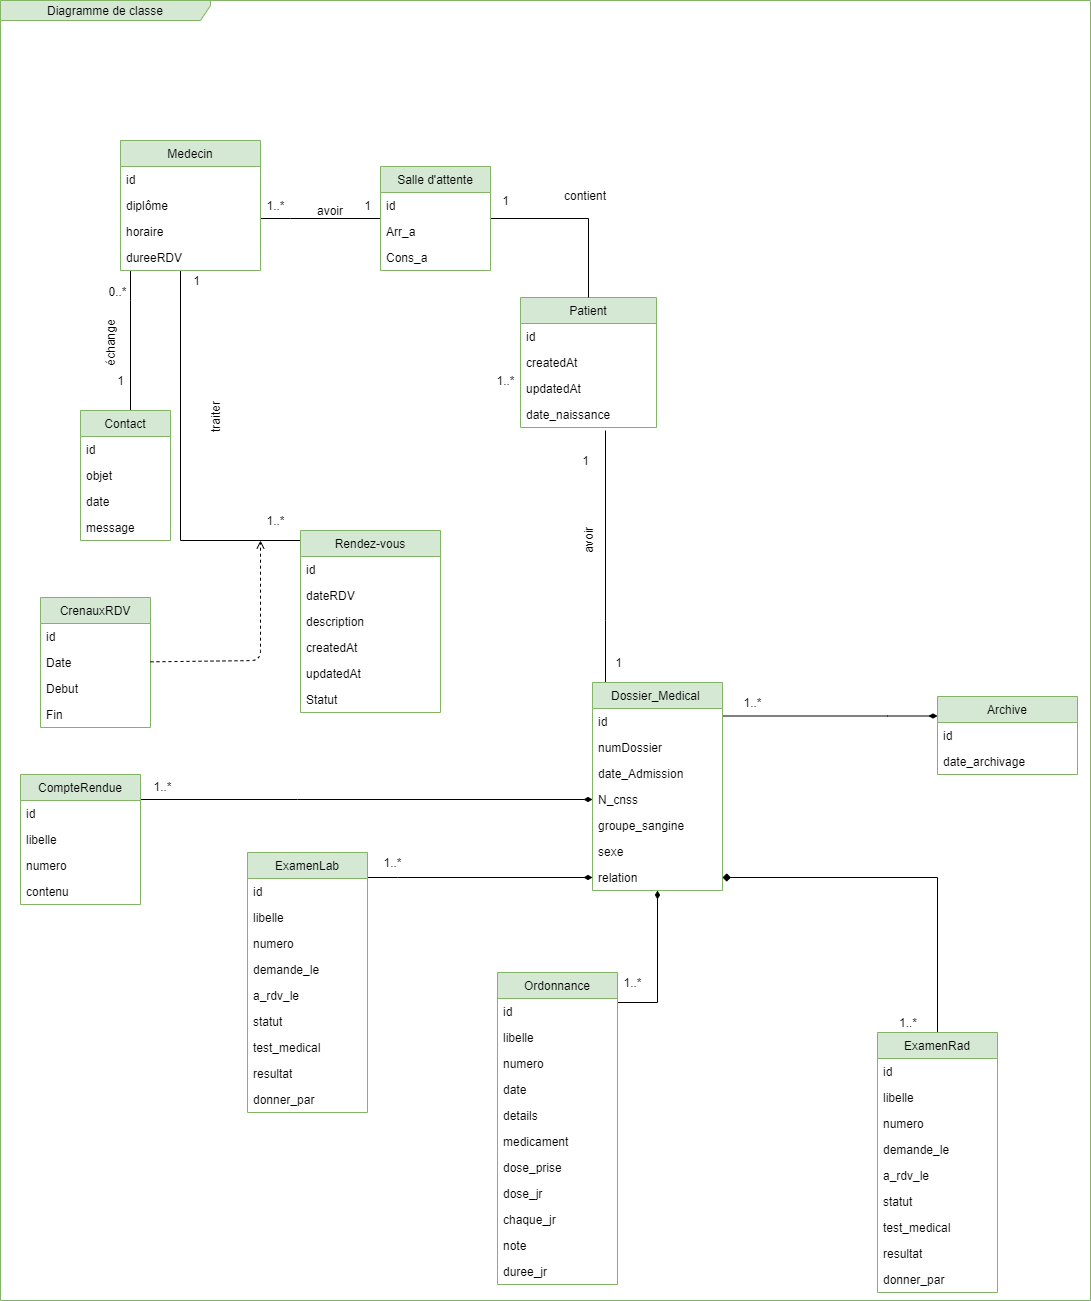 Diagramme de classe
Medecin
id
diplôme
horaire
dureeRDV
1..*
avoir
1
Salle d'attente
id
Arr_a
Cons_a
1
contient
1
0..*
échange
1
traiter
Patient
id
createdAt
updatedAt
date_naissance
1..*
Contact
id
objet
date
message
1
avoir
1
1..*
Rendez-vous
id
dateRDV
description
createdAt
updatedAt
Statut
CrenauxRDV
id
Date
Debut
Fin
Dossier_Medical
id
numDossier
date_Admission
N_cnss
groupe_sangine
sexe
relation
1..*
Archive
id
date_archivage
CompteRendue
id
libelle
numero
contenu
1..*
ExamenLab
id
libelle
numero
demande_le
a_rdv_le
statut
test_medical
resultat
donner_par
1..*
Ordonnance
id
libelle
numero
date
details
medicament
dose_prise
dose_jr
chaque_jr
note
duree_jr
1..*
1..*
ExamenRad
id
libelle
numero
demande_le
a_rdv_le
statut
test_medical
resultat
donner_par